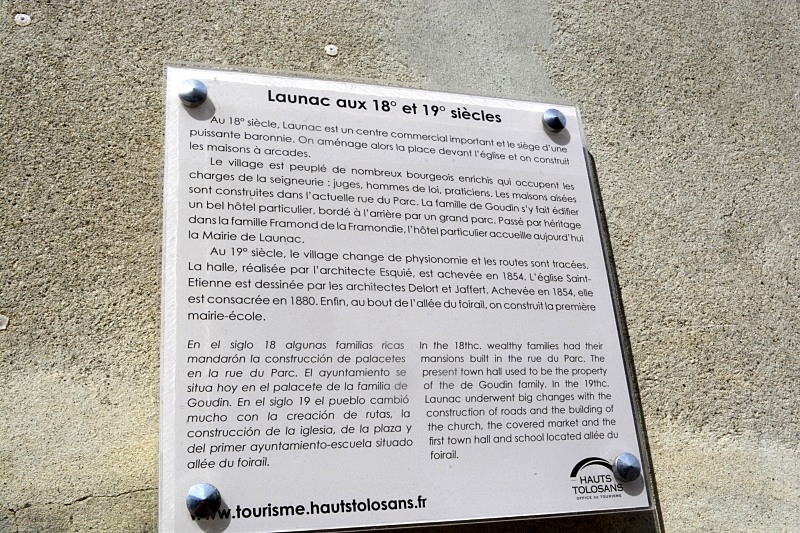 Launac aux 18° et 19° siècles
Au 18° siècle, Launac est un centre commercial important et le siège d'une
puissante baronnie. On aménage alors la place devant l'église et on construit
les maisons à arcades.
Le village est peuplé de nombreux bourgeois enrichis qui occupent les
charges de la seigneurie : juges, hommes de loi, praticiens. Les maisons aisées
sont construites dans l'actuelle rue du Parc. La famille de Goudin s'y fait édifier
un bel hôtel particulier, bordé à l'arrière par un grand parc. Passé par héritage
dans la famille Framond de la Framondie, l'hôtel particulier accueille aujourd'hui
la Mairie de Launac.
Au 19° siècle, le village change de physionomie et les routes sont tracées.
La halle, réalisée par l'architecte Esquié, est achevée en 1854. L'église Saint-
Etienne est dessinée par les architectes Delort et Jaffert. Achevée en 1854, elle
est consacrée en 1880. Enfin, au bout de l'allée du foirail, on construit la première
mairie-école.
En el siglo 18 algunas familias ricas
mandarón la construcción de palacetes
en la rue du Parc. El ayuntamiento se
situa hoy en el palacete de la familia de
Goudin. En el siglo 19 el pueblo cambió
mucho con la creación de rutas, la
construcción de la iglesia, de la plaza y
del primer ayuntamiento-escuela situado
allée du foirail.
In the 18thc. wealthy families had their
mansions built in the rue du Parc. The
present town hall used to be the property
of the de Goudin family. In the 19thc.
Launac underwent big changes with the
construction of roads and the building of
the church, the covered market and the
first town hall and school located allée du
foirail.
HAUTS
TOLOSANS
OFFICE DE TOURISME
www.tourisme.hautstolosans.fr